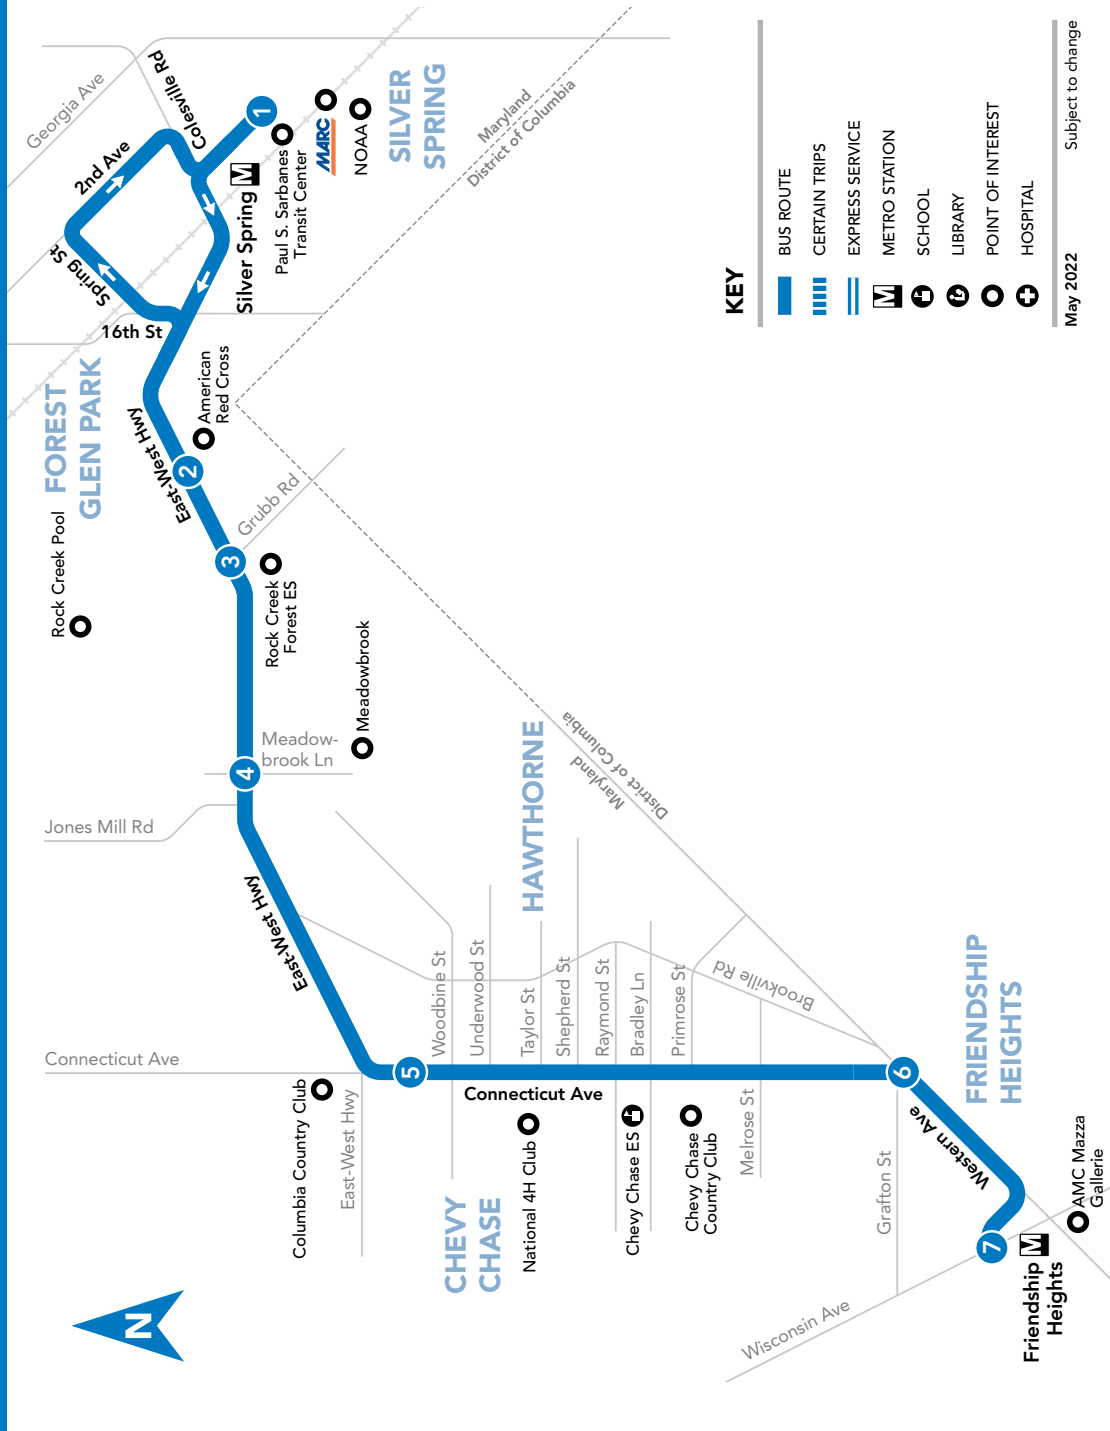 Georgia Ave
Colesville Rd
2nd Ave
Spring St
16th St
1
Silver Spring M
Paul S. Sarbanes
Transit Center
MARC
NOAA
SILVER
SPRING
Maryland
District of Columbia
FOREST
GLEN PARK
Rock Creek Pool
East-West Hwy
2
American
Red Cross
3
Grubb Rd
Rock Creek
Forest ES
Meadowbrook
4
Meadow-
brook Ln
Jones Mill Rd
East-West Hwy
HAWTHORNE
District of Columbia
Maryland
Connecticut Ave
Columbia Country Club
East-West Hwy
5
Woodbine St
Underwood St
Taylor St
Shepherd St
Raymond St
Bradley Ln
Primrose St
Brookville Rd
Connecticut Ave
CHEVY
CHASE
National 4H Club
Chevy Chase ES
Chevy Chase
Country Club
Melrose St
Grafton St
6
Western Ave
FRIENDSHIP
HEIGHTS
7
M
Friendship
Heights
AMC Mazza
Gallerie
Wisconsin Ave
N
KEY
BUS ROUTE
CERTAIN TRIPS
EXPRESS SERVICE
M METRO STATION
SCHOOL
LIBRARY
POINT OF INTEREST
HOSPITAL
May 2022
Subject to change